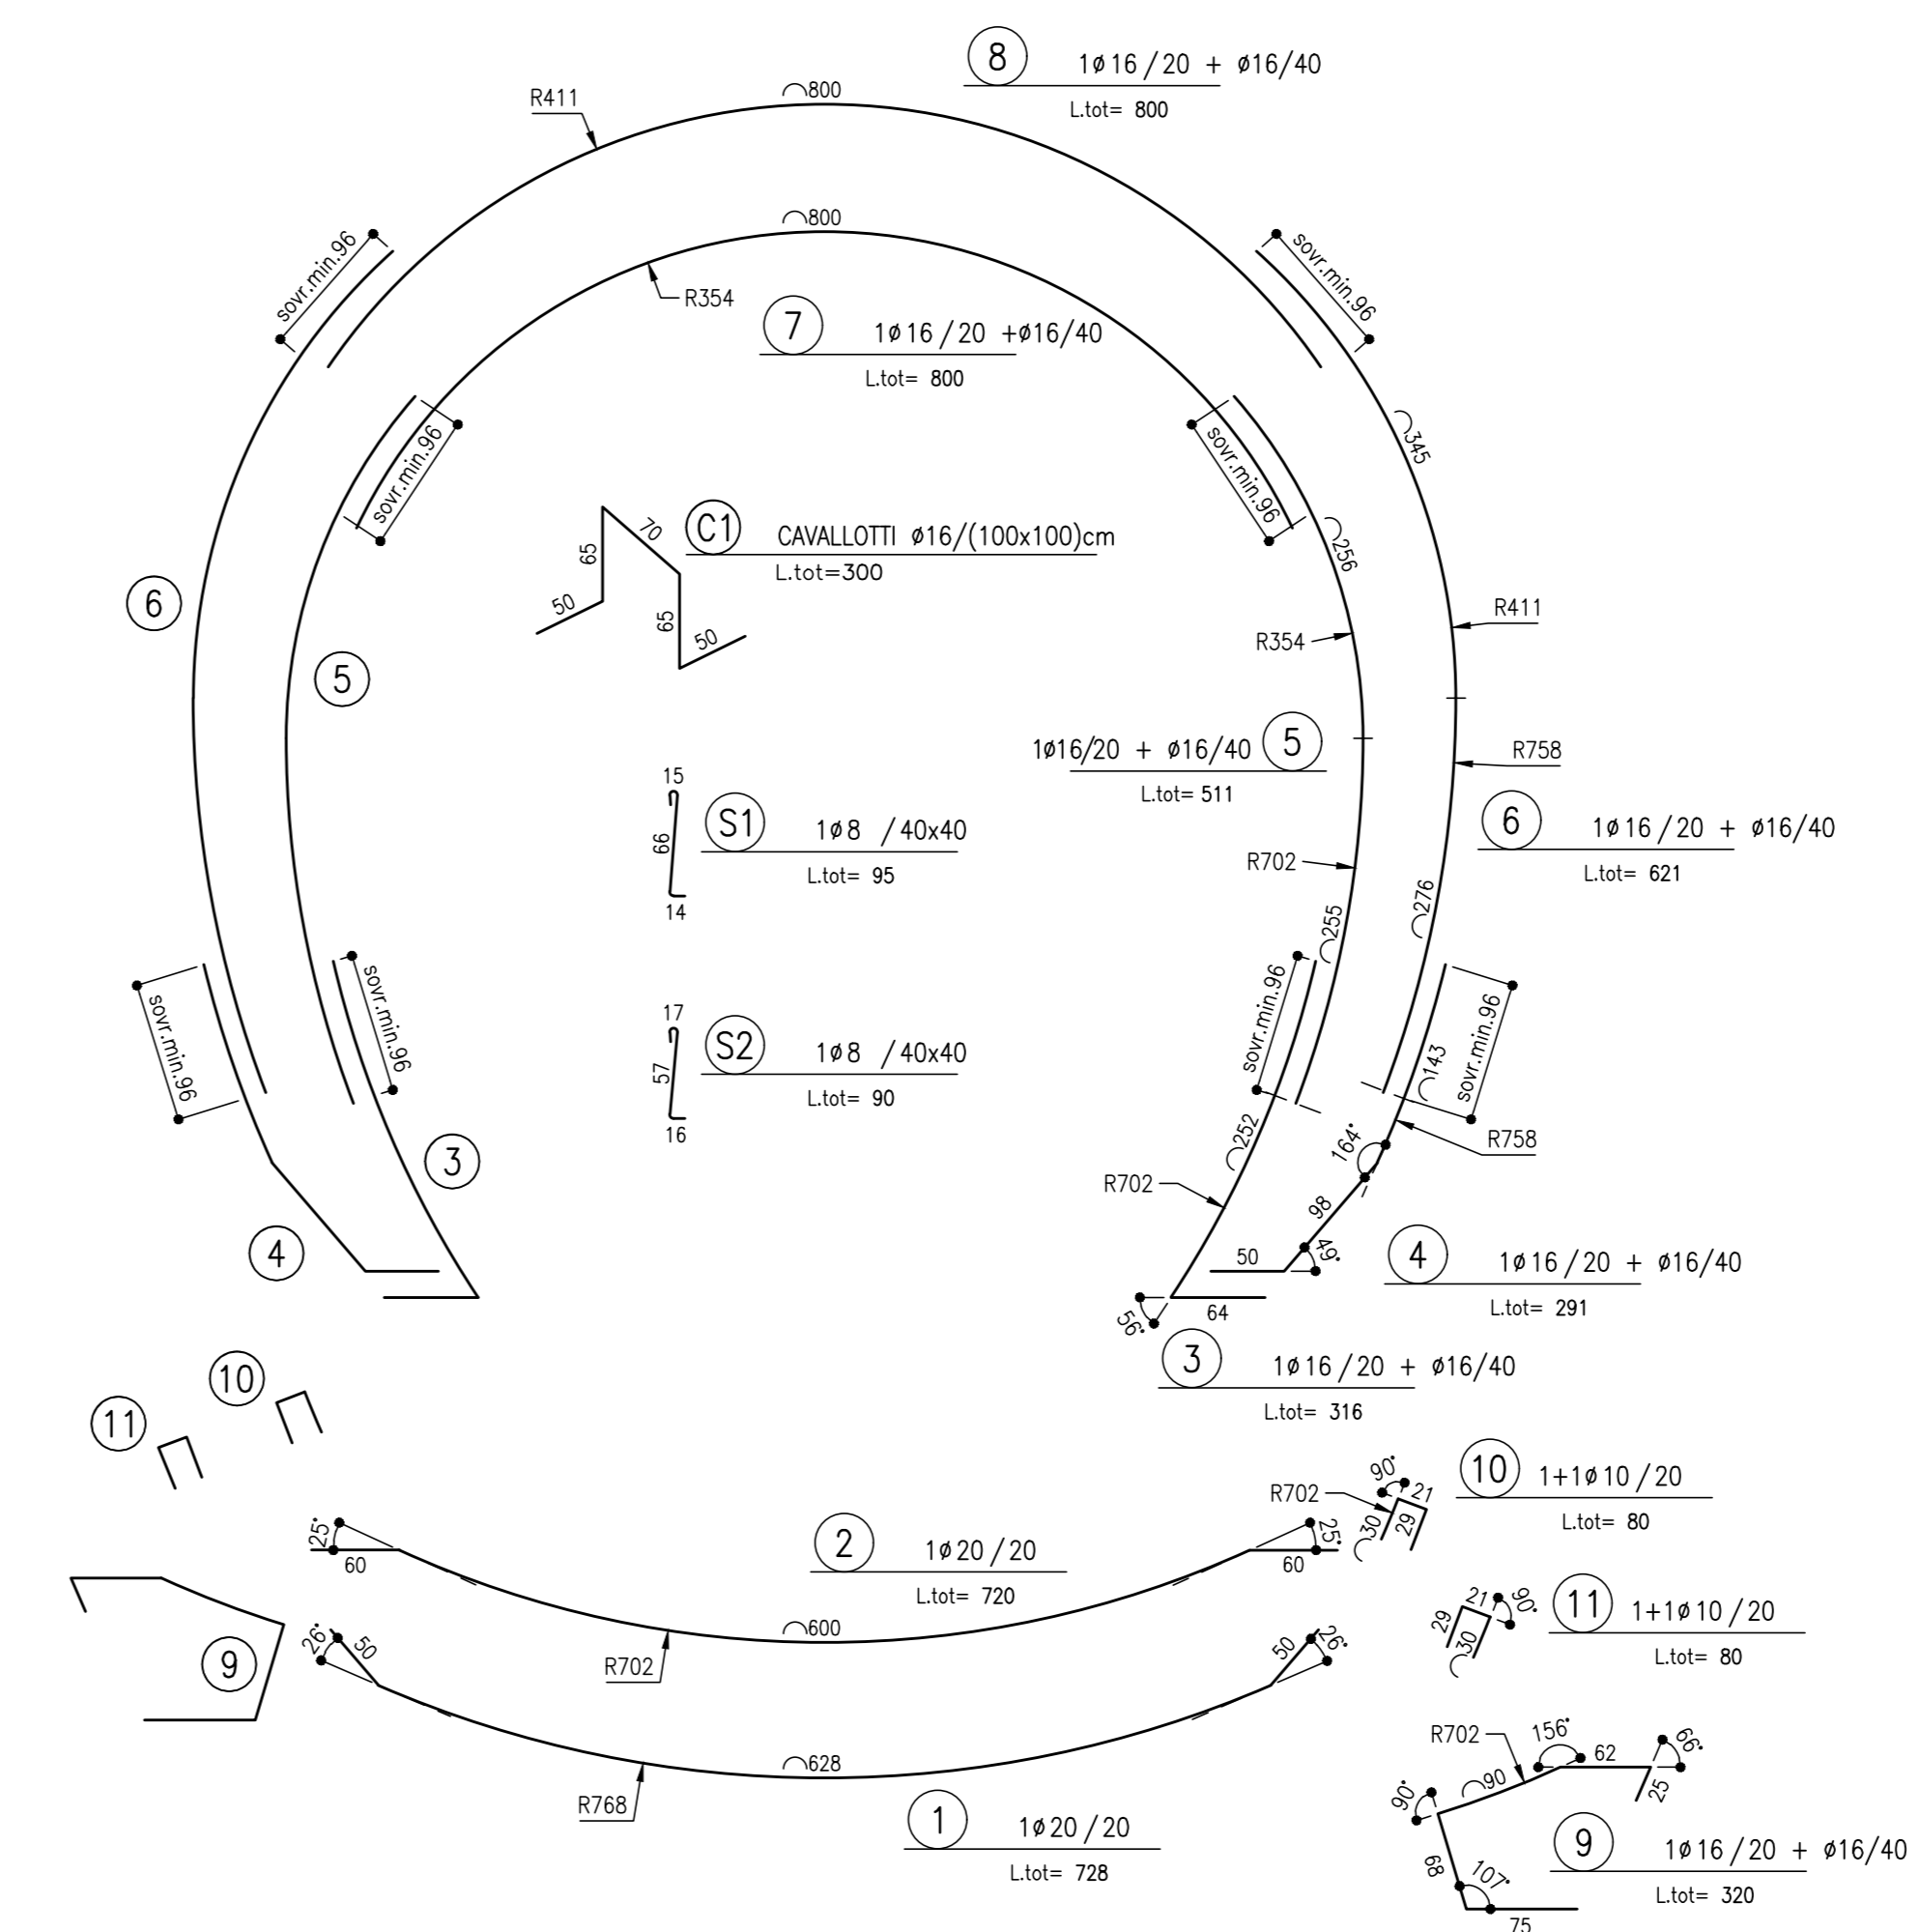 8 1ø16/20 + ø16/40
L.tot= 800
800
R411
sovr.min.96
sovr.min.96
800
R354
7 1ø16/20 +ø16/40
L.tot= 800
sovr.min.96
sovr.min.96
345
256
C1 CAVALLOTTI ø16/(100x100)cm
L.tot=300
50
65
70
65
50
6
5
R411
R354
1ø16/20 + ø16/40 5
L.tot= 511
R758
6 1ø16/20 + ø16/40
L.tot= 621
15
66
14
S1 1ø8 /40x40
L.tot= 95
R702
276
255
sovr.min.96
sovr.min.96
sovr.min.96
sovr.min.96
17
57
16
S2 1ø8 /40x40
L.tot= 90
143
R758
164°
252
R702
3
4
98
50
49°
4 1ø16/20 + ø16/40
L.tot= 291
56°
64
3 1ø16/20 + ø16/40
L.tot= 316
10
11
10 1+1ø10/20
L.tot= 80
R702
90°
21
30
29
25°
60
2 1ø20/20
L.tot= 720
25°
60
600
R702
11 1+1ø10/20
L.tot= 80
29
21
90°
30
9
26°
50
50
26°
628
R768
1 1ø20/20
L.tot= 728
R702
156°
62
66°
90
25
90°
68
107°
75
9 1ø16/20 + ø16/40
L.tot= 320